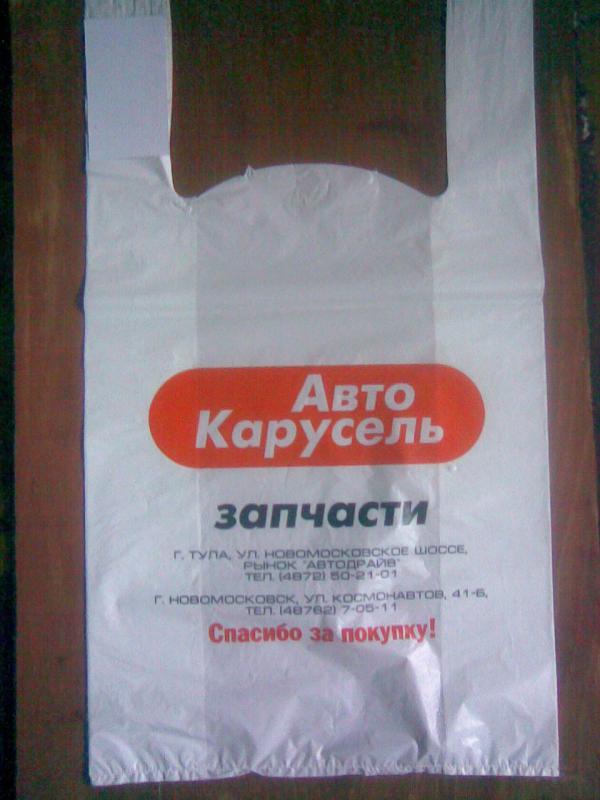 Авто
Карусель
запчасти
Г. ТУЛА, УЛ. НОВОМОСКОВСКОЕ ШОССЕ,
РЫНОК "АВТОДРАЙВ"
ТЕЛ. (4872) 50-21-01
Г. НОВОМОСКОВСК, УЛ. КОСМОНАВТОВ, 41-Б,
ТЕЛ. (48762) 7-05-11
Спасибо за покупку!